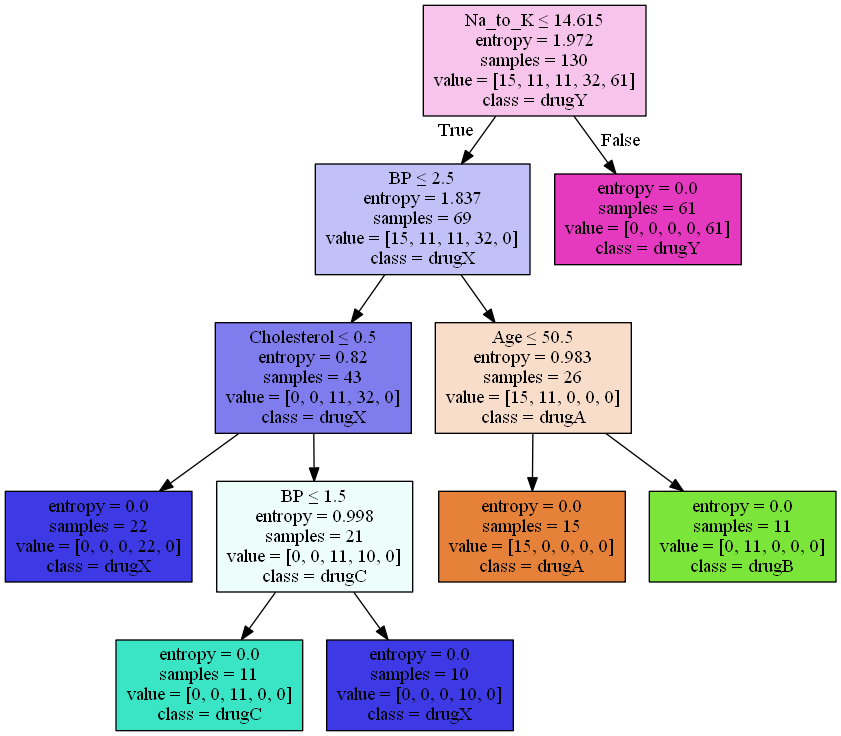 Na_to_K ≤ 14.615
entropy = 1.972
samples = 130
value = [15, 11, 11, 32, 61]
class = drugY
True
False
BP ≤ 2.5
entropy = 1.837
samples = 69
value = [15, 11, 11, 32, 0]
class = drugX
entropy = 0.0
samples = 61
value = [0, 0, 0, 0, 61]
class = drugY
Cholesterol ≤ 0.5
entropy = 0.82
samples = 43
value = [0, 0, 11, 32, 0]
class = drugX
Age ≤ 50.5
entropy = 0.983
samples = 26
value = [15, 11, 0, 0, 0]
class = drugA
entropy = 0.0
samples = 22
value = [0, 0, 0, 22, 0]
class = drugX
BP ≤ 1.5
entropy = 0.998
samples = 21
value = [0, 0, 11, 10, 0]
class = drugC
entropy = 0.0
samples = 15
value = [15, 0, 0, 0, 0]
class = drugA
entropy = 0.0
samples = 11
value = [0, 11, 0, 0, 0]
class = drugB
entropy = 0.0
samples = 11
value = [0, 0, 11, 0, 0]
class = drugC
entropy = 0.0
samples = 10
value = [0, 0, 0, 10, 0]
class = drugX